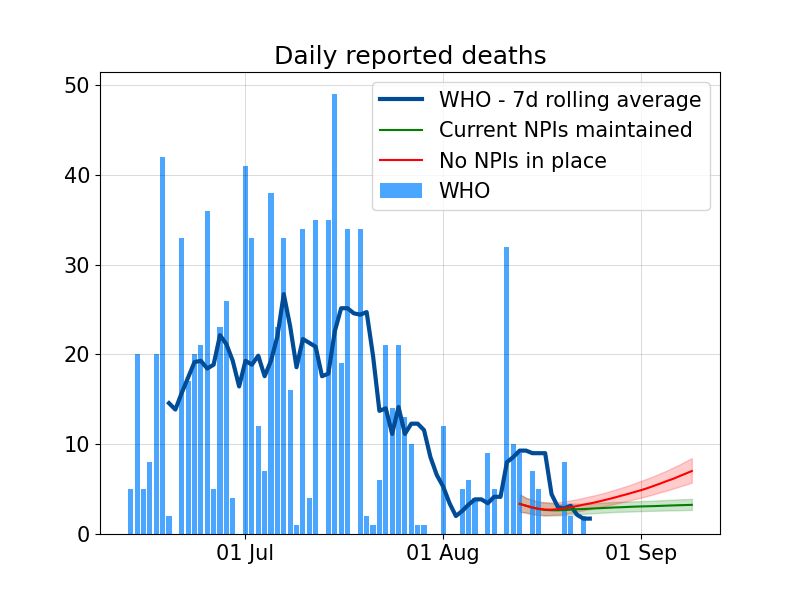 Daily reported deaths
50
40
30
20
10
0
WHO - 7d rolling average
Current NPIs maintained
No NPIs in place
WHO
01 Jul
01 Aug
01 Sep